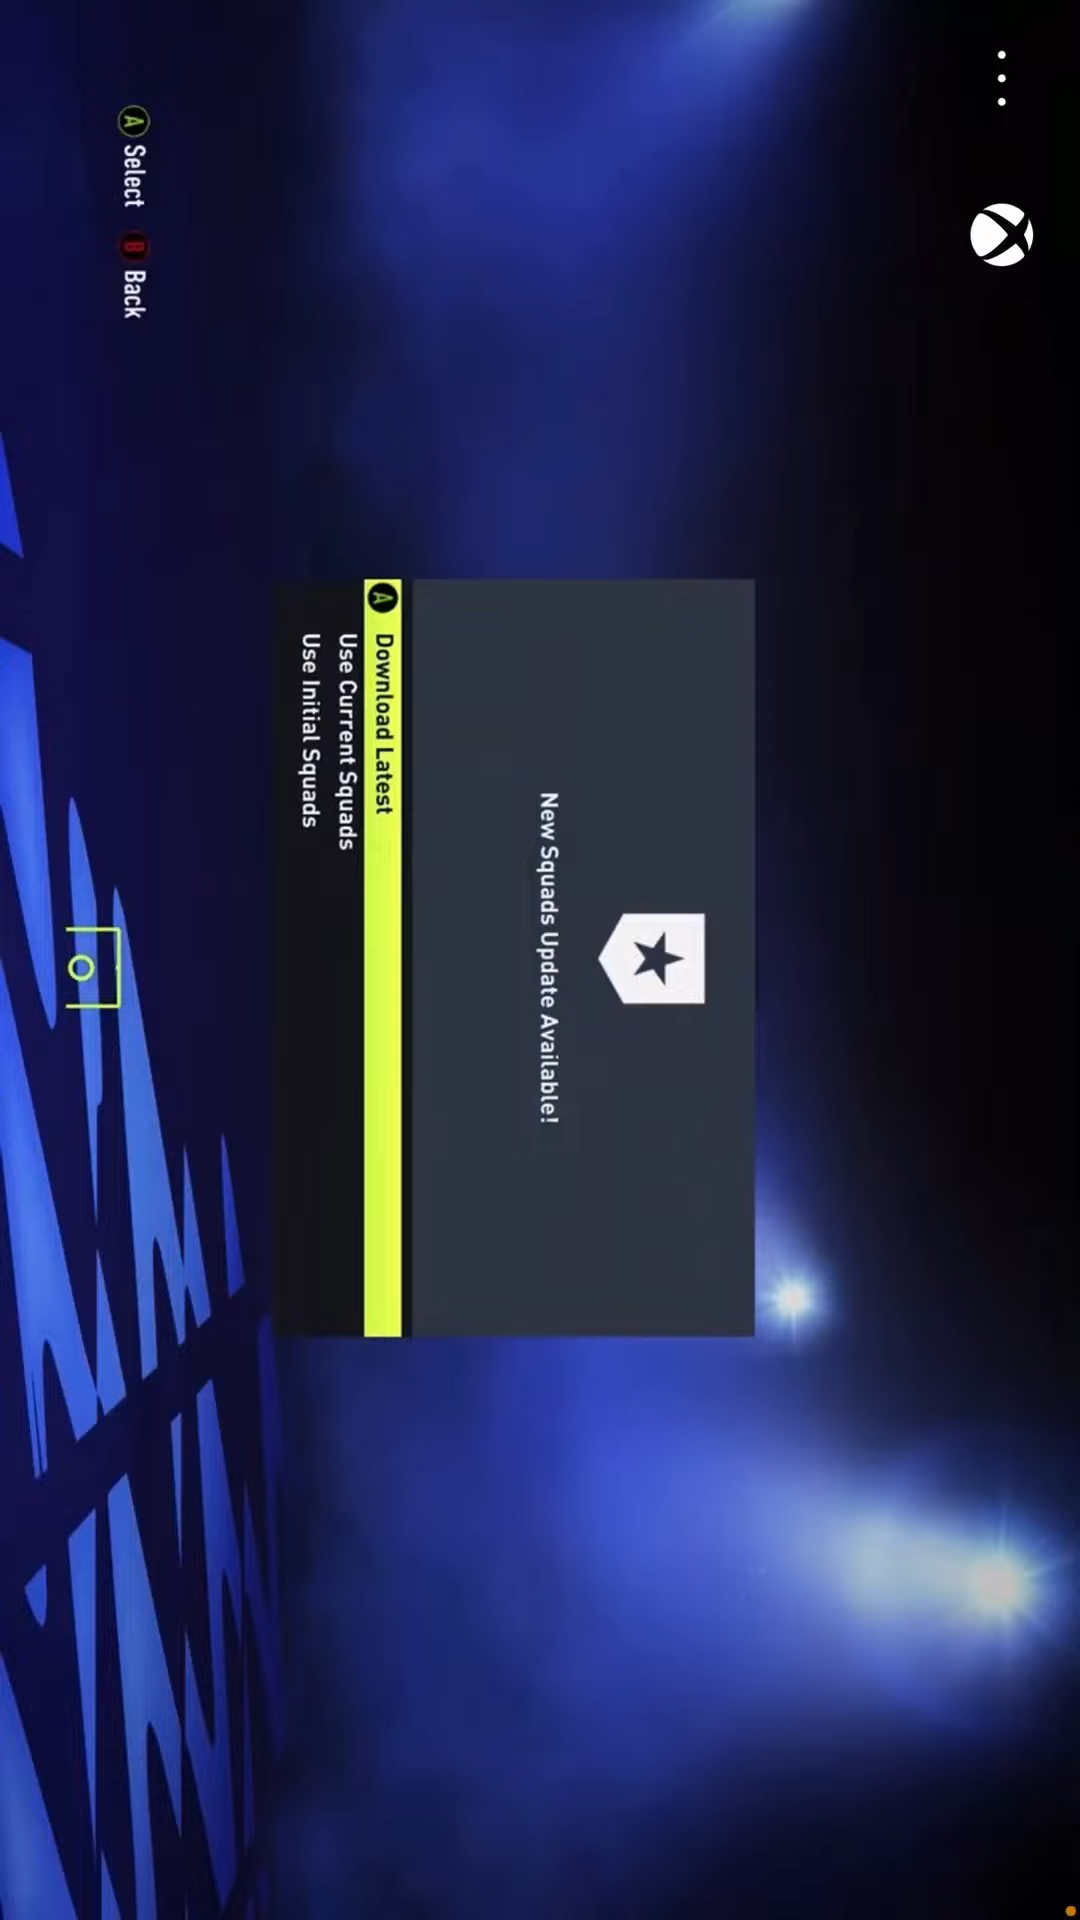 New Squads Update Available!
A Download Latest
Use Current Squads
Use Initial Squads
A Select B Back